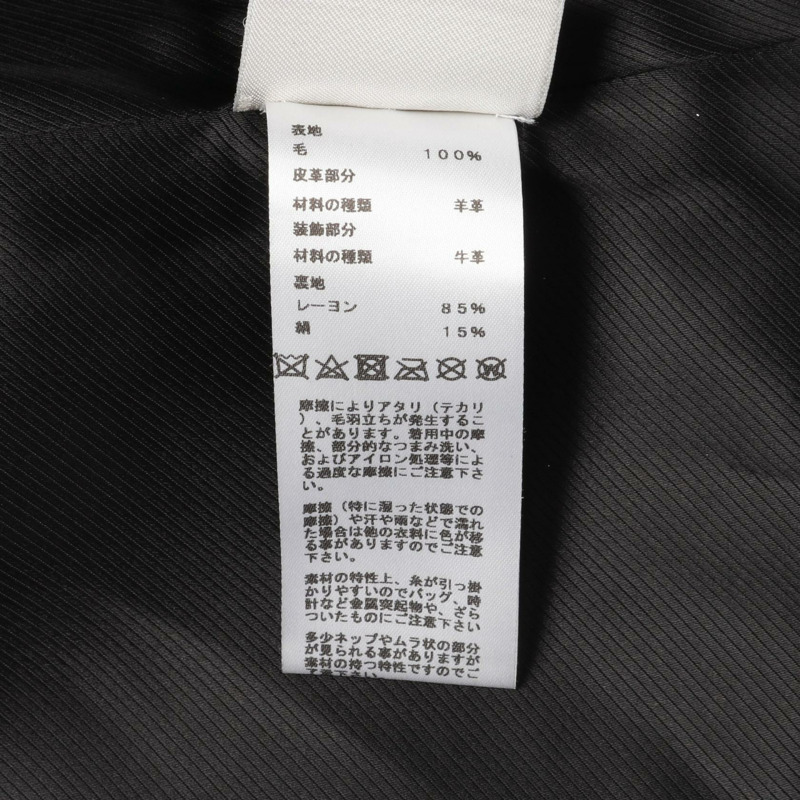 表地
毛 100%
皮革部分
材料の種類 羊革
装飾部分
材料の種類 牛革
裏地
レーヨン 85%
絹 15%
W
摩擦によりアタリ（テカリ
）、毛羽立ちが発生するこ
とがあります。着用中の摩
擦、部分的なつまみ洗い、
およびアイロン処理等によ
る過度な摩擦にご注意下さ
い。
摩擦（特に湿った状態での
摩擦）や汗や雨などで濡れ
た場合は他の衣料に色が移
る事がありますのでご注意
下さい。
素材の特性上、糸が引っ掛
かりやすいのでバッグ、時
計など金属突起物や、ざら
ついたものにご注意下さい
多少ネップやムラ状の部分
が見られる事がありますが
素材の持つ特性ですのでご
了承下さい。